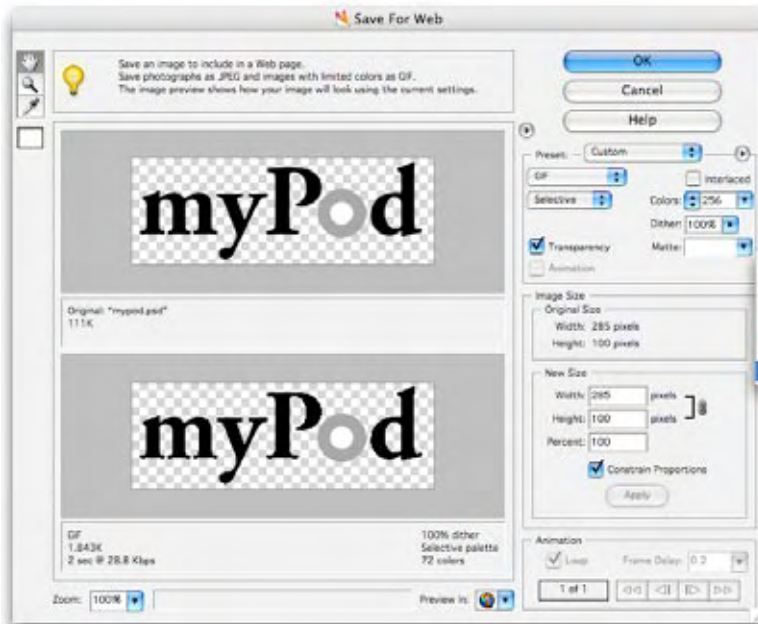 Save For Web
Save an image to include in a Web page.
Save photographs as JPEG and images with limited colors as GIF.
The image preview shows how your image will look using the current settings.
OK
Cancel
Help
myPod
Original: "mypod.psd"
111K
myPod
GIF
1.843K
2 sec @ 28.8 Kbps
100% dither
Selective palette
72 colors
Zoom: 100%
Preview In:
Preset: Custom
GIF
Interlaced
Selective
Colors: 256
Dither: 100%
Transparency
Matte:
Animation
Image Size
Original Size
Width: 285 pixels
Height: 100 pixels
New Size
Width: 285 pixels
Height: 100 pixels
Percent: 100
Constrain Proportions
Apply
Animation
Loop
Frame Delay: 0.2
1 of 1